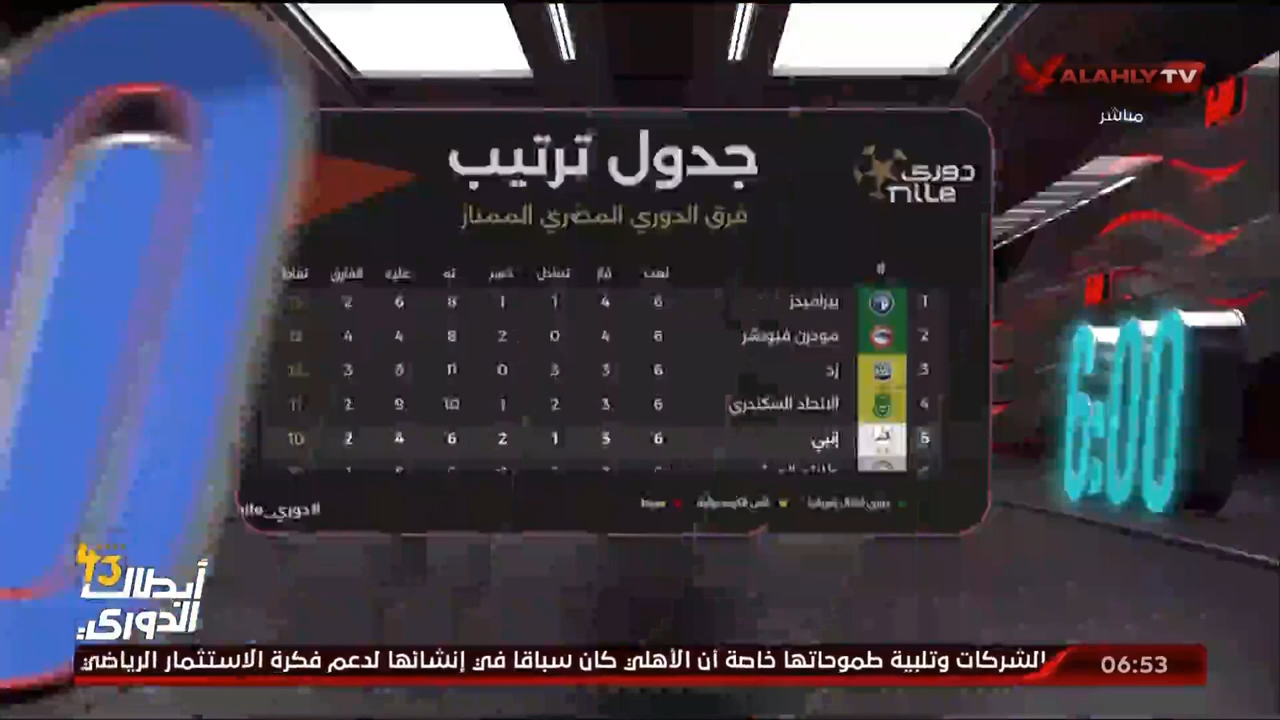 ALAHLY TV
مباشر
جدول ترتيب
فرق الدوري المصري الممتاز
دوري nile
# لعب فاز تعادل خسر له عليه الفارق نقاط
1 بيراميدز 6 4 1 1 8 6 2
2 مودرن فيوتشر 6 4 0 2 8 4 4
3 زد 6 3 3 0 11 3
4 الاتحاد السكندري 6 3 2 1 10 2 11
5 إنبي 6 3 1 2 6 4 2 10
#دوري_nile
6:00
43
أبطال الدوري
الشركات وتلبية طموحاتها خاصة أن الأهلي كان سباقا في إنشائها لدعم فكرة الاستثمار الرياضي
06:53